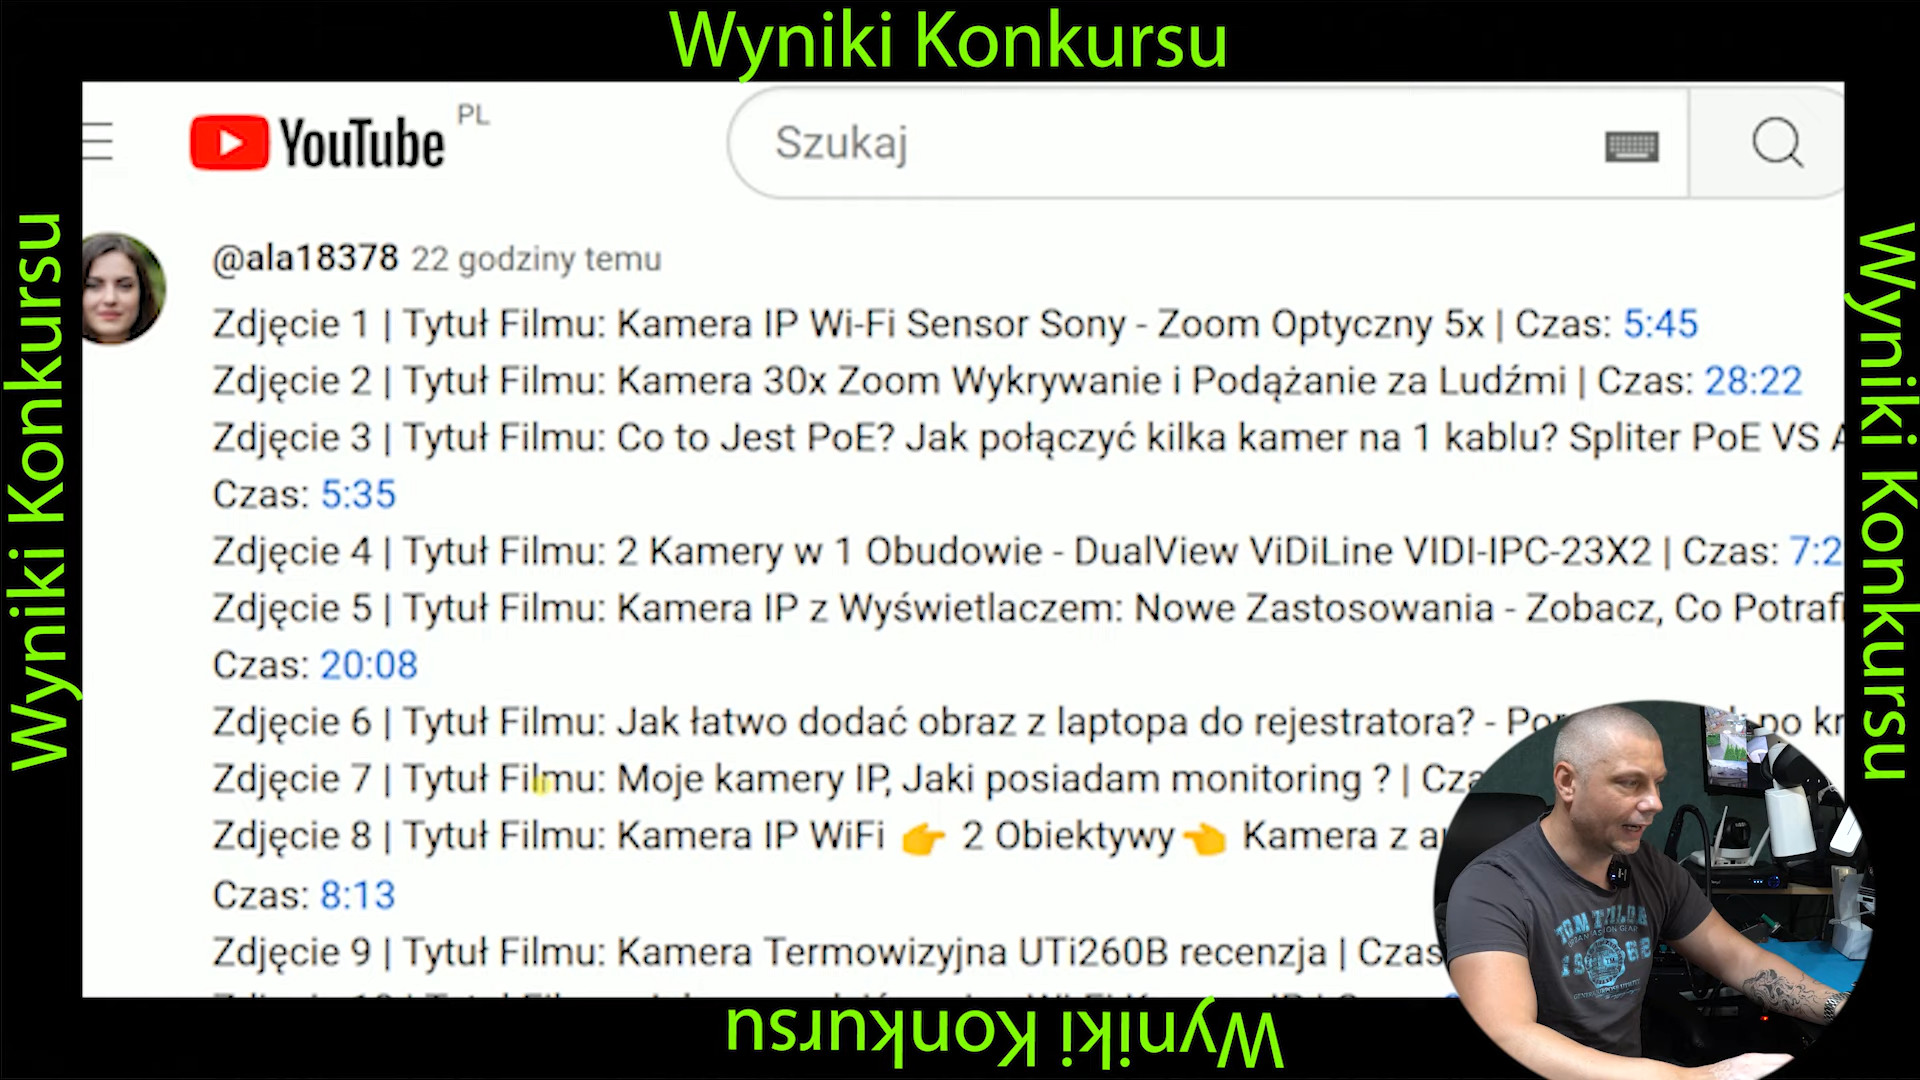 Wyniki Konkursu
YouTube PL
Szukaj
@ala18378 22 godziny temu
Zdjęcie 1 | Tytuł Filmu: Kamera IP Wi-Fi Sensor Sony - Zoom Optyczny 5x | Czas: 5:45
Zdjęcie 2 | Tytuł Filmu: Kamera 30x Zoom Wykrywanie i Podążanie za Ludźmi | Czas: 28:22
Zdjęcie 3 | Tytuł Filmu: Co to Jest PoE? Jak połączyć kilka kamer na 1 kablu? Spliter PoE VS
Czas: 5:35
Zdjęcie 4 | Tytuł Filmu: 2 Kamery w 1 Obudowie - DualView ViDiLine VIDI-IPC-23X2 | Czas: 7:2
Zdjęcie 5 | Tytuł Filmu: Kamera IP z Wyświetlaczem: Nowe Zastosowania - Zobacz, Co Potrafi
Czas: 20:08
Zdjęcie 6 | Tytuł Filmu: Jak łatwo dodać obraz z laptopa do rejestratora? - po
Zdjęcie 7 | Tytuł Filmu: Moje kamery IP, Jaki posiadam monitoring ? |
Zdjęcie 8 | Tytuł Filmu: Kamera IP WiFi 👉 2 Obiektywy 👈 Kamera z
Czas: 8:13
Zdjęcie 9 | Tytuł Filmu: Kamera Termowizyjna UTi260B recenzja | Czas
Wyniki Konkursu
Wyniki Konkursu
Wyniki Konkursu
TOM TAILOR